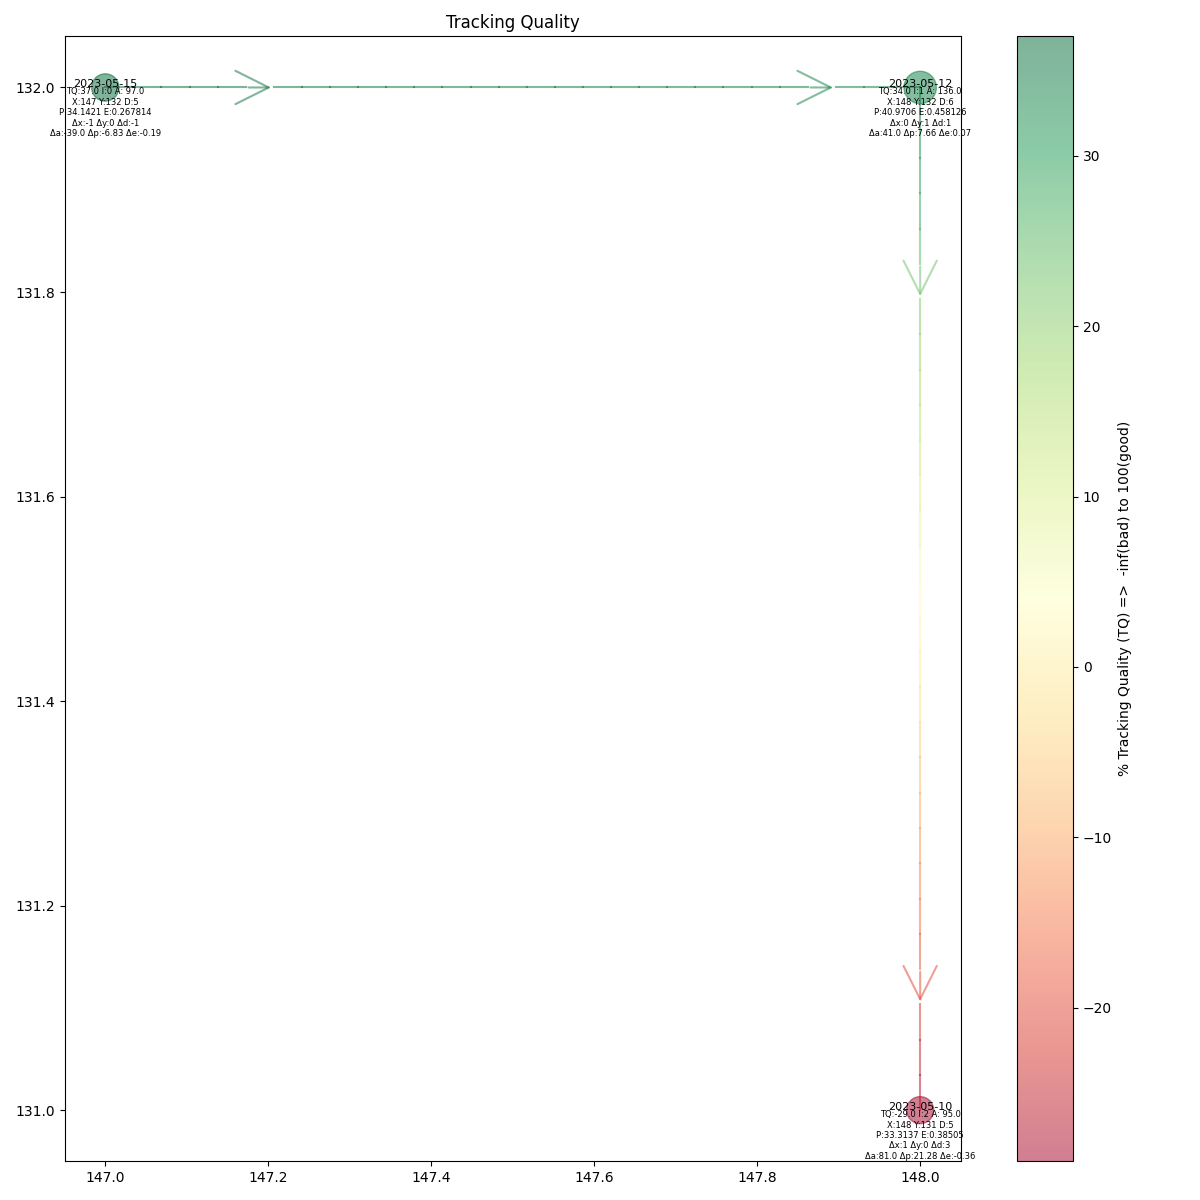 Tracking Quality
132.0
131.8
131.6
131.4
131.2
131.0
147.0
147.2
147.4
147.6
147.8
148.0
2023-05-15
TQ:37.0 I:0 A: 97.0
X:147 Y:132 D:5
P:34.1421 E:0.267814
Δx:-1 Δy:0 Δd:-1
Δa:-39.0 Δp:-6.83 Δe:-0.19
2023-05-12
TQ:34.0 I:1 A: 136.0
X:148 Y:132 D:6
P:40.9706 E:0.458126
Δx:0 Δy:1 Δd:1
Δa:41.0 Δp:7.66 Δe:0.07
2023-05-10
TQ:-29.0 I:2 A: 95.0
X:148 Y:131 D:5
P:33.3137 E:0.38505
Δx:1 Δy:0 Δd:3
Δa:81.0 Δp:21.28 Δe:-0.36
30
20
10
0
−10
−20
% Tracking Quality (TQ) => -inf(bad) to 100(good)